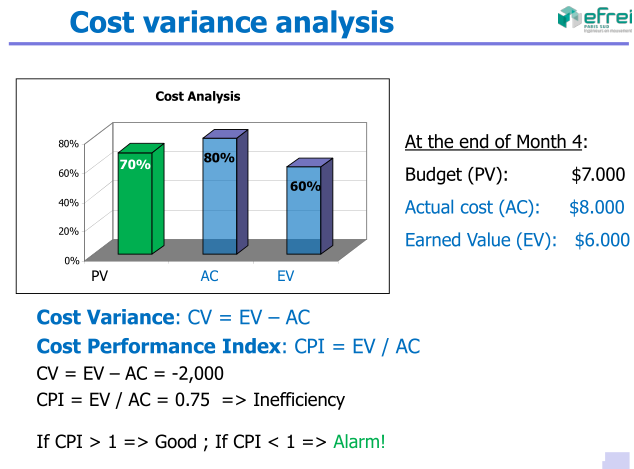 Cost variance analysis
efrei
PARIS SUD
Cost Analysis
80%
60%
40%
20%
0%
70%
80%
60%
PV
AC
EV
At the end of Month 4:
Budget (PV): $7.000
Actual cost (AC): $8.000
Earned Value (EV): $6.000
Cost Variance: CV = EV – AC
Cost Performance Index: CPI = EV / AC
CV = EV – AC = -2,000
CPI = EV / AC = 0.75 => Inefficiency
If CPI > 1 => Good ; If CPI < 1 => Alarm!